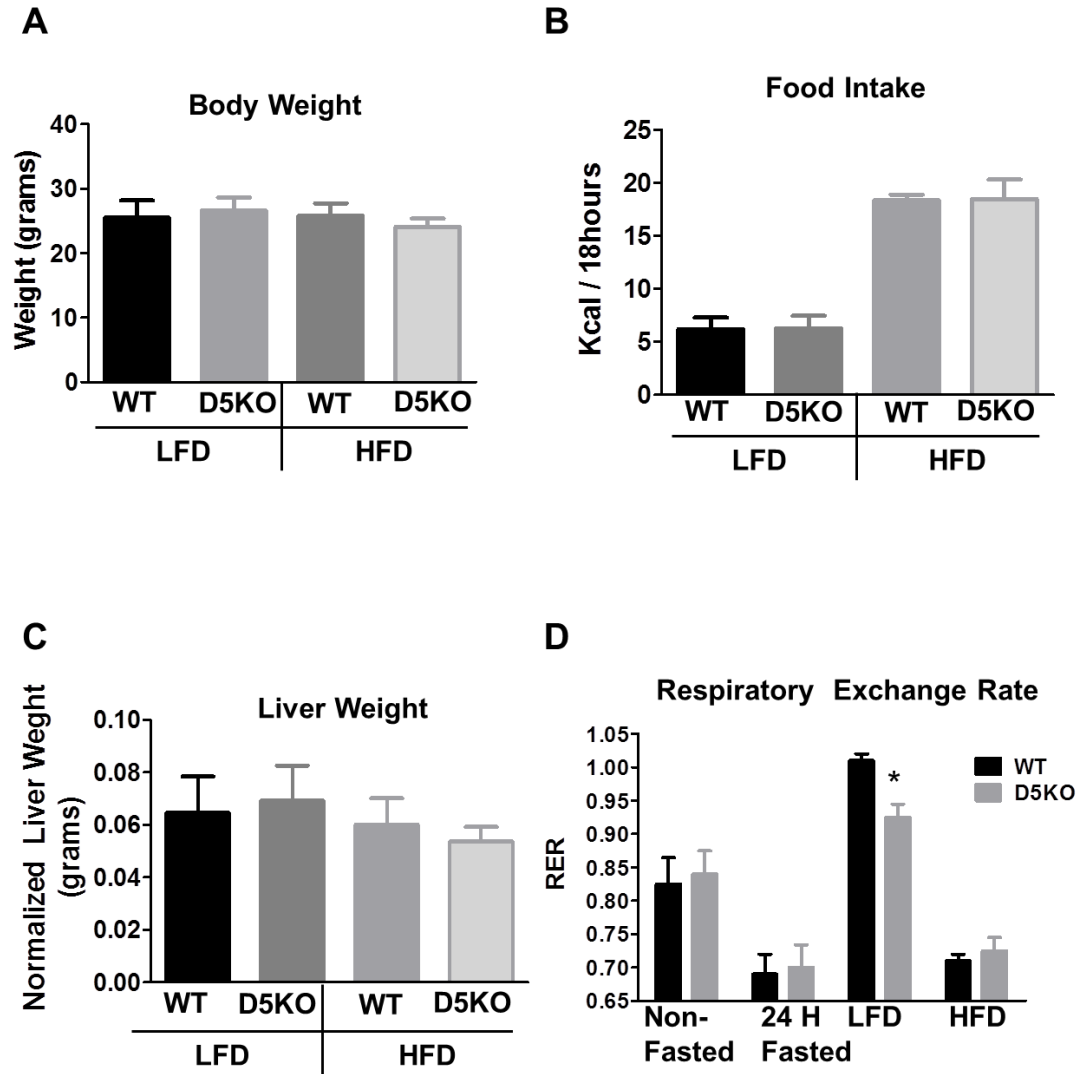 A
Body Weight
Weight (grams)
40
30
20
10
0
WT D5KO WT D5KO
LFD HFD
B
Food Intake
Kcal / 18hours
25
20
15
10
5
0
WT D5KO WT D5KO
LFD HFD
C
Liver Weight
Normalized Liver Weght
(grams)
0.10
0.08
0.06
0.04
0.02
0.00
WT D5KO WT D5KO
LFD HFD
D
Respiratory Exchange Rate
RER
1.05
1.00
0.95
0.90
0.85
0.80
0.75
0.70
0.65
*
WT
D5KO
Non- 24 H LFD HFD
Fasted Fasted